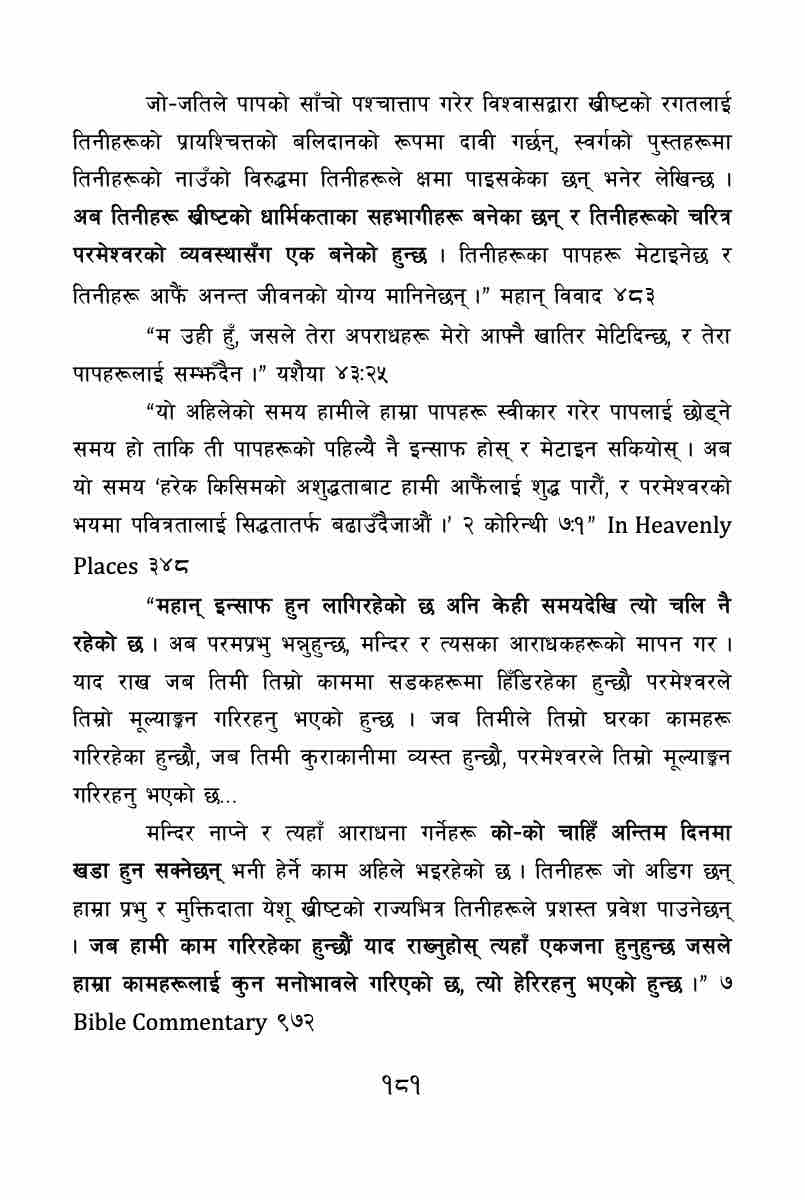 जो-जतिले पापको साँचो पश्चात्ताप गरेर विश्वासद्वारा ख्रीष्टको रगतलाई
तिनीहरूको प्रायश्चित्तको बलिदानको रूपमा दावी गर्छन्, स्वर्गको पुस्तहरूमा
तिनीहरूको नाउँको विरुद्धमा तिनीहरूले क्षमा पाइसकेका छन् भनेर लेखिन्छ ।
अब तिनीहरू ख्रीष्टको धार्मिकताका सहभागीहरू बनेका छन् र तिनीहरूको चरित्र
परमेश्वरको व्यवस्थासँग एक बनेको हुन्छ । तिनीहरूका पापहरू मेटाइनेछ र
तिनीहरू आफैं अनन्त जीवनको योग्य मानिनेछन् ।” महान् विवाद ४८३
“म उही हुँ, जसले तेरा अपराधहरू मेरो आफ्नै खातिर मेटिदिन्छ, र तेरा
पापहरूलाई सम्झँदैन ।” यशैया ४३:२५
“यो अहिलेको समय हामीले हाम्रा पापहरू स्वीकार गरेर पापलाई छोड्ने
समय हो ताकि ती पापहरूको पहिल्यै नै इन्साफ होस् र मेटाइन सकियोस् । अब
यो समय ‘हरेक किसिमको अशुद्धताबाट हामी आफैंलाई शुद्ध पारौं, र परमेश्वरको
भयमा पवित्रतालाई सिद्धतातर्फ बढाउँदैजाऔं ।’ २ कोरिन्थी ७:१” In Heavenly
Places ३४८
“महान् इन्साफ हुन लागिरहेको छ अनि केही समयदेखि त्यो चलि नै
रहेको छ । अब परमप्रभु भन्नुहुन्छ, मन्दिर र त्यसका आराधकहरूको मापन गर ।
याद राख जब तिमी तिम्रो काममा सडकहरूमा हिँडिरहेका हुन्छौ परमेश्वरले
तिम्रो मूल्याङ्कन गरिरहनु भएको हुन्छ । जब तिमीले तिम्रो घरका कामहरू
गरिरहेका हुन्छौ, जब तिमी कुराकानीमा व्यस्त हुन्छौ, परमेश्वरले तिम्रो मूल्याङ्कन
गरिरहनु भएको छ...
मन्दिर नाप्ने र त्यहाँ आराधना गर्नेहरू को-को चाहिँ अन्तिम दिनमा
खडा हुन सक्नेछन् भनी हेर्ने काम अहिले भइरहेको छ । तिनीहरू जो अडिग छन्
हाम्रा प्रभु र मुक्तिदाता येशू ख्रीष्टको राज्यभित्र तिनीहरूले प्रशस्त प्रवेश पाउनेछन्
। जब हामी काम गरिरहेका हुन्छौं याद राख्नुहोस् त्यहाँ एकजना हुनुहुन्छ जसले
हाम्रा कामहरूलाई कुन मनोभावले गरिएको छ, त्यो हेरिरहनु भएको हुन्छ ।” ७
Bible Commentary ९७२
१८१